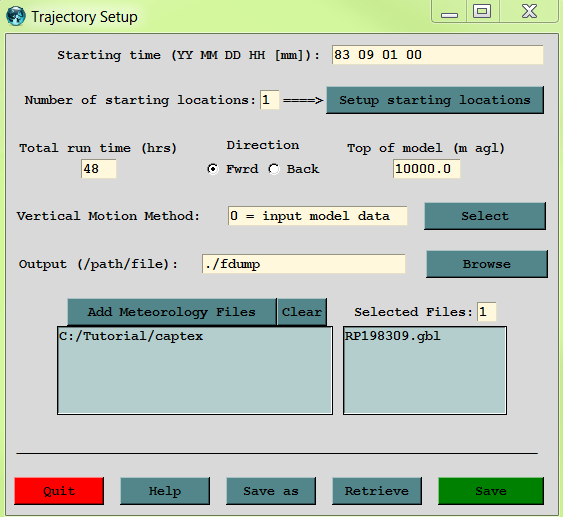 Trajectory Setup
Starting time (YY MM DD HH [mm]): 83 09 01 00
Number of starting locations: 1 ====> Setup starting locations
Total run time (hrs) Direction Top of model (m agl)
48 Fwrd Back 10000.0
Vertical Motion Method: 0 = input model data Select
Output (/path/file): ./fdump Browse
Add Meteorology Files Clear Selected Files: 1
C:/Tutorial/captex RP198309.gbl
Quit Help Save as Retrieve Save